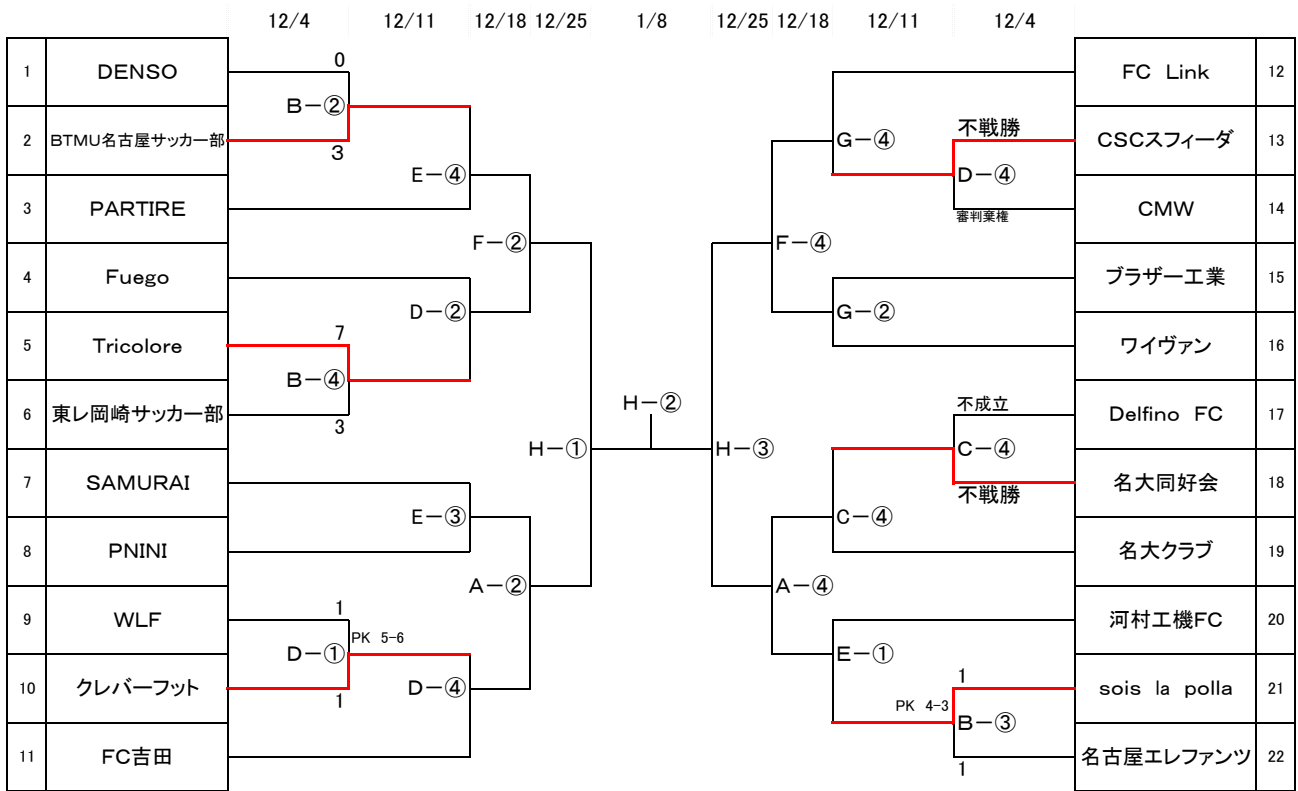 12/4 12/11 12/18 12/25 1/8 12/25 12/18 12/11 12/4
1 DENSO 0 FC Link 12
B-② 
2 BTMU名古屋サッカー部 3 G-④ 不戦勝 CSCスフィーダ 13
E-④ D-④
3 PARTIRE 審判棄権 CMW 14
F-② F-④
4 Fuego ブラザー工業 15
D-② G-②
5 Tricolore 7 ワイヴァン 16
B-④
6 東レ岡崎サッカー部 3 H-② 不成立 Delfino FC 17
H-① H-③ C-④
7 SAMURAI 不戦勝 名大同好会 18
E-③ C-④
8 PNINI 名大クラブ 19
A-② A-④
9 WLF 1 河村工機FC 20
D-① PK 5-6 E-①
10 クレバーフット 1 D-④ PK 4-3 1 sois la polla 21
B-③
11 FC吉田 1 名古屋エレファンツ 22